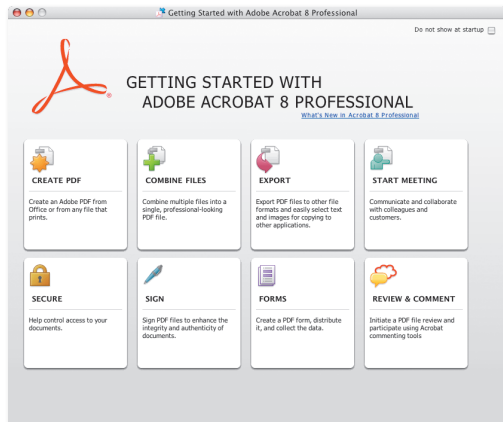 Getting Started with Adobe Acrobat 8 Professional
Do not show at startup
GETTING STARTED WITH
ADOBE ACROBAT 8 PROFESSIONAL
What's New in Acrobat 8 Professional
CREATE PDF
Create an Adobe PDF from
Office or from any file that
prints.
COMBINE FILES
Combine multiple files into a
single, professional-looking
PDF file.
EXPORT
Export PDF files to other file
formats and easily select text
and images for copying to
other applications.
START MEETING
Communicate and collaborate
with colleagues and
customers.
SECURE
Help control access to your
documents.
SIGN
Sign PDF files to enhance the
integrity and authenticity of
documents.
FORMS
Create a PDF form, distribute
it, and collect the data.
REVIEW & COMMENT
Initiate a PDF file review and
participate using Acrobat
commenting tools